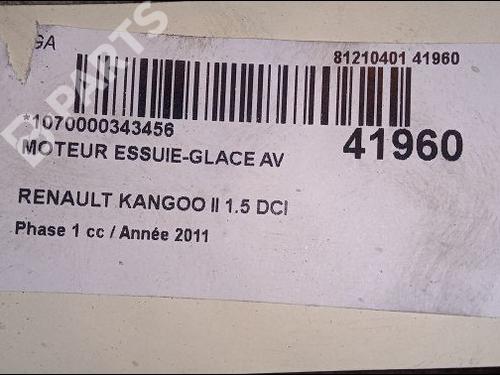 GA
81210401 41960
*1070000343456
41960
MOTEUR ESSUIE-GLACE AV
RENAULT KANGOO II 1.5 DCI
Phase 1 cc / Année 2011
B-PARTS